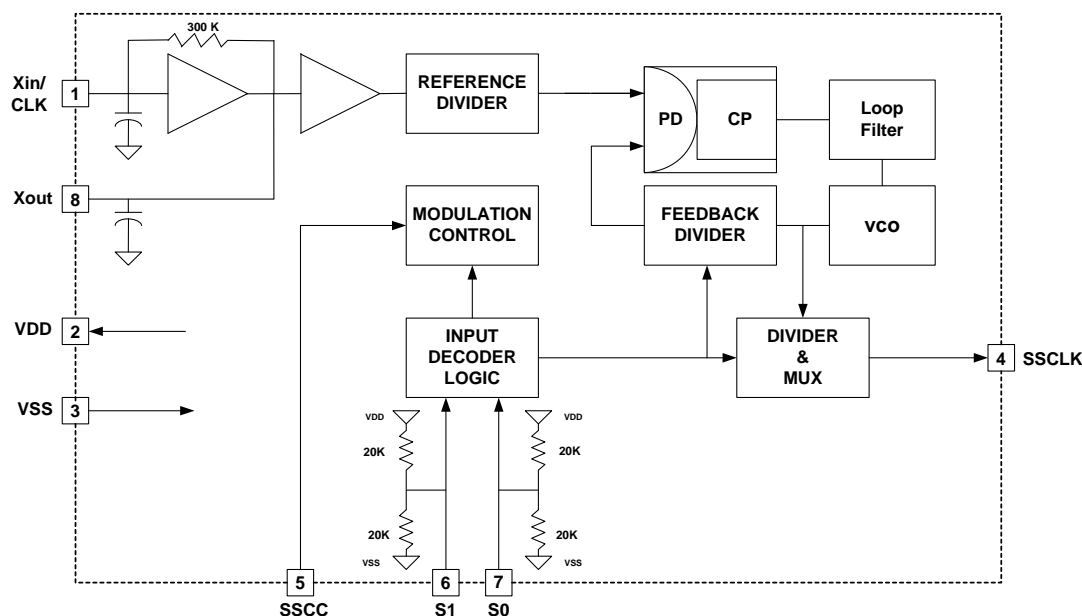 300 K
Xin/
CLK
1
REFERENCE
DIVIDER
PD
CP
Loop
Filter
Xout
8
MODULATION
CONTROL
FEEDBACK
DIVIDER
VCO
VDD
2
INPUT
DECODER
LOGIC
DIVIDER
&
MUX
4
SSCLK
VSS
3
VDD
VDD
20K
20K
20K
20K
VSS
VSS
5
6
7
SSCC
S1
S0